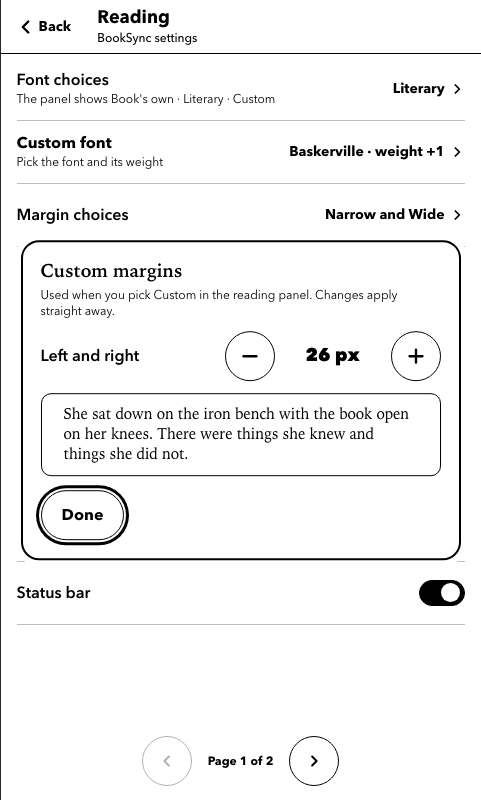 Back
Reading
BookSync settings
Font choices
The panel shows Book's own · Literary · Custom
Literary
Custom font
Pick the font and its weight
Baskerville · weight +1
Margin choices
Narrow and Wide
Custom margins
Used when you pick Custom in the reading panel. Changes apply
straight away.
Left and right
26 px
She sat down on the iron bench with the book open
on her knees. There were things she knew and
things she did not.
Done
Status bar
Page 1 of 2